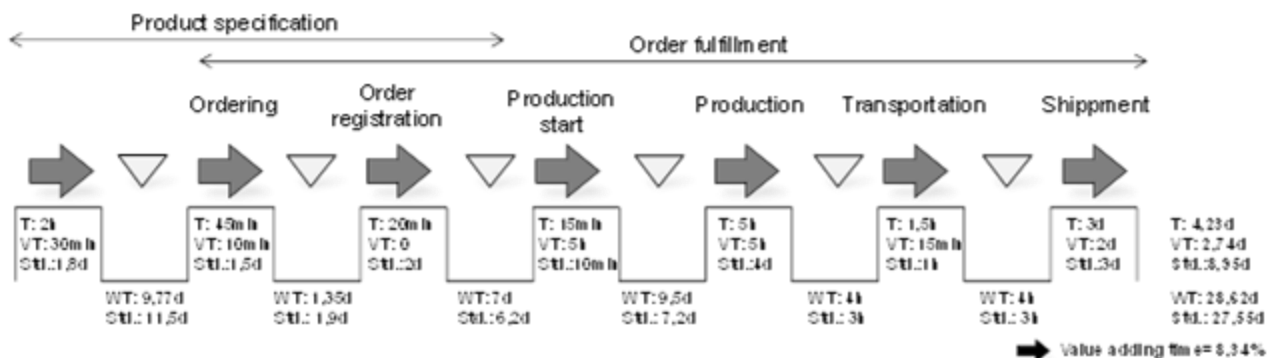 Product specification
Order fulfillment
Ordering
Order registration
Production start
Production
Transportation
Shippment
T: 2h
VT: 30min
Std.:1,8d
T: 45min
VT: 10min
Std.:1,5d
T: 20min
VT: 0
Std.:2d
T: 15min
VT: 5h
Std.:10min
T: 5h
VT: 5h
Std.:4d
T: 1,5h
VT: 15min
Std.:1h
T: 3d
VT: 2d
Std.:3d
T: 4,23d
VT: 2,74d
Std.:8,95d
WT: 9,77d
Std.: 11,5d
WT: 1,35d
Std.: 1,9d
WT: 7d
Std.: 6,2d
WT: 9,5d
Std.: 7,2d
WT: 4h
Std.: 3h
WT: 4h
Std.: 3h
WT: 28,62d
Std.: 27,55d
Value adding time= 8,34%